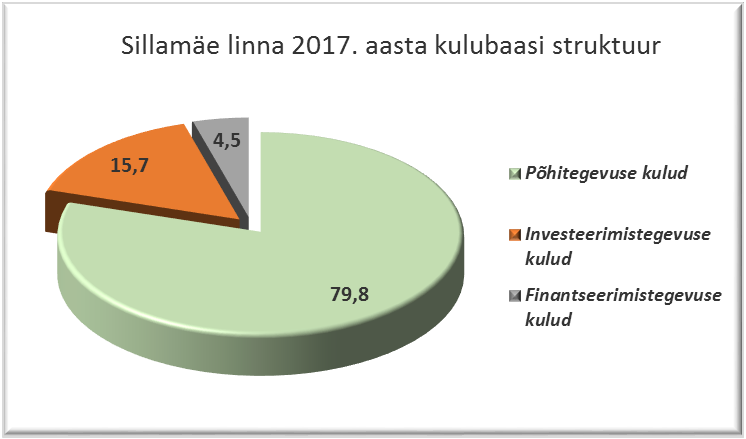 Sillamäe linna 2017. aasta kulubaasi struktuur
4,5
15,7
79,8
Põhitegevuse kulud
Investeerimistegevuse
kulud
Finantseerimistegevuse
kulud